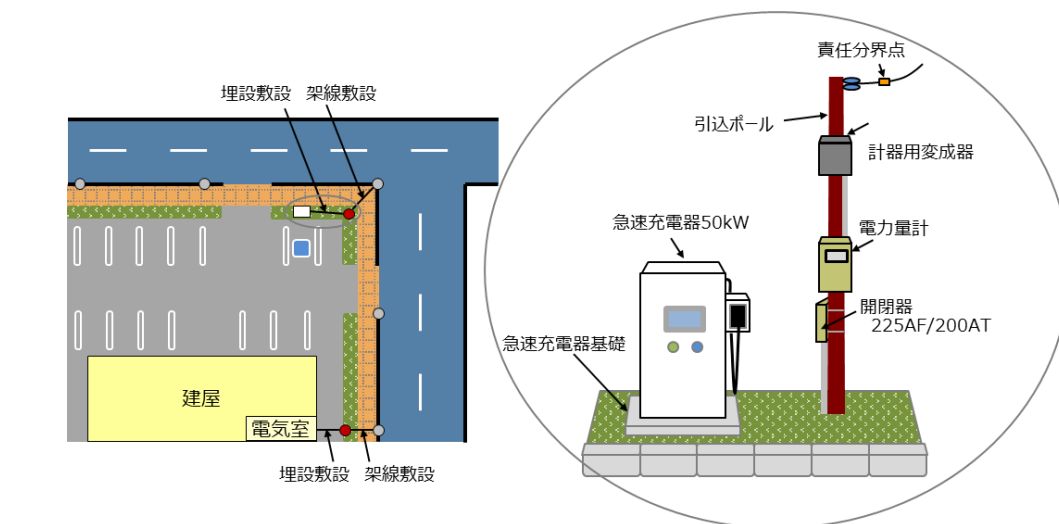 埋設敷設 架線敷設
建屋
電気室
埋設敷設 架線敷設
責任分界点
引込ポール
計器用変成器
急速充電器50kW
電力量計
開閉器
225AF/200AT
急速充電器基礎